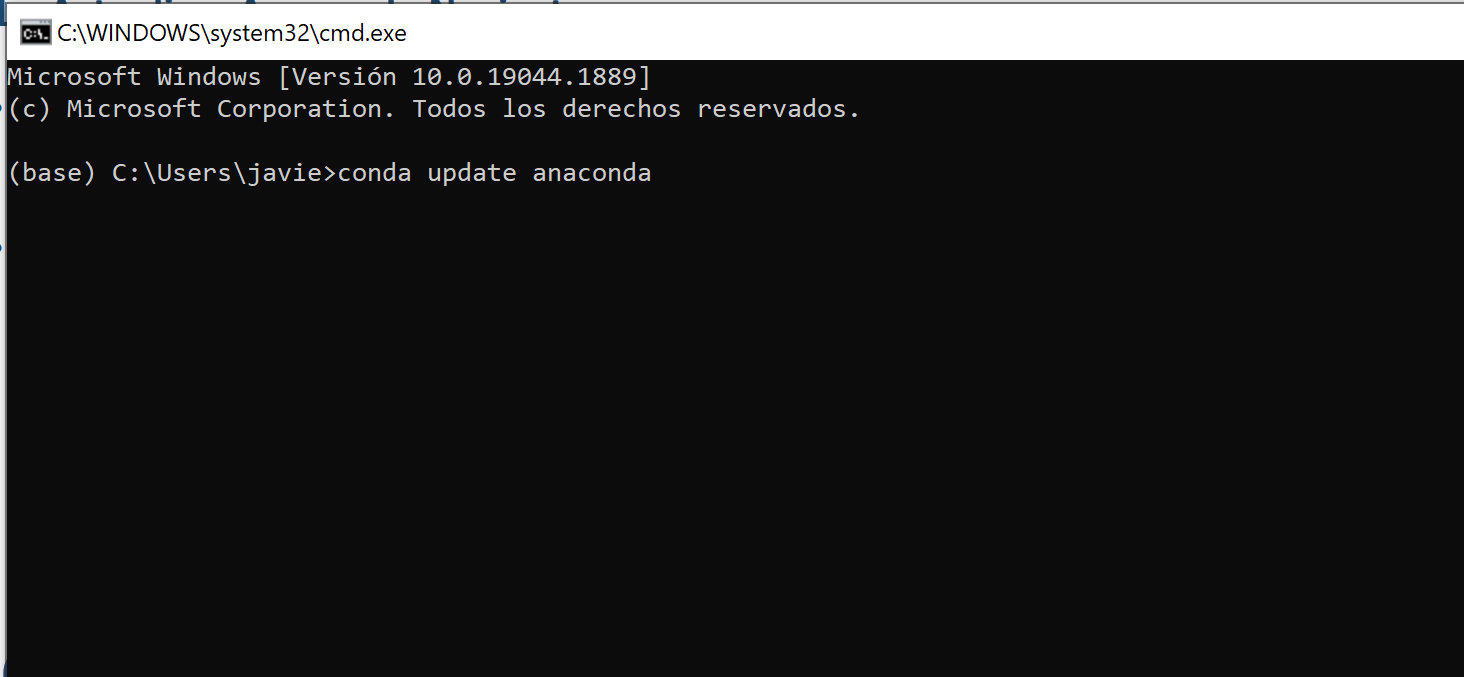 C:\WINDOWS\system32\cmd.exe
Microsoft Windows [Versión 10.0.19044.1889]
(c) Microsoft Corporation. Todos los derechos reservados.
(base) C:\Users\javie>conda update anaconda